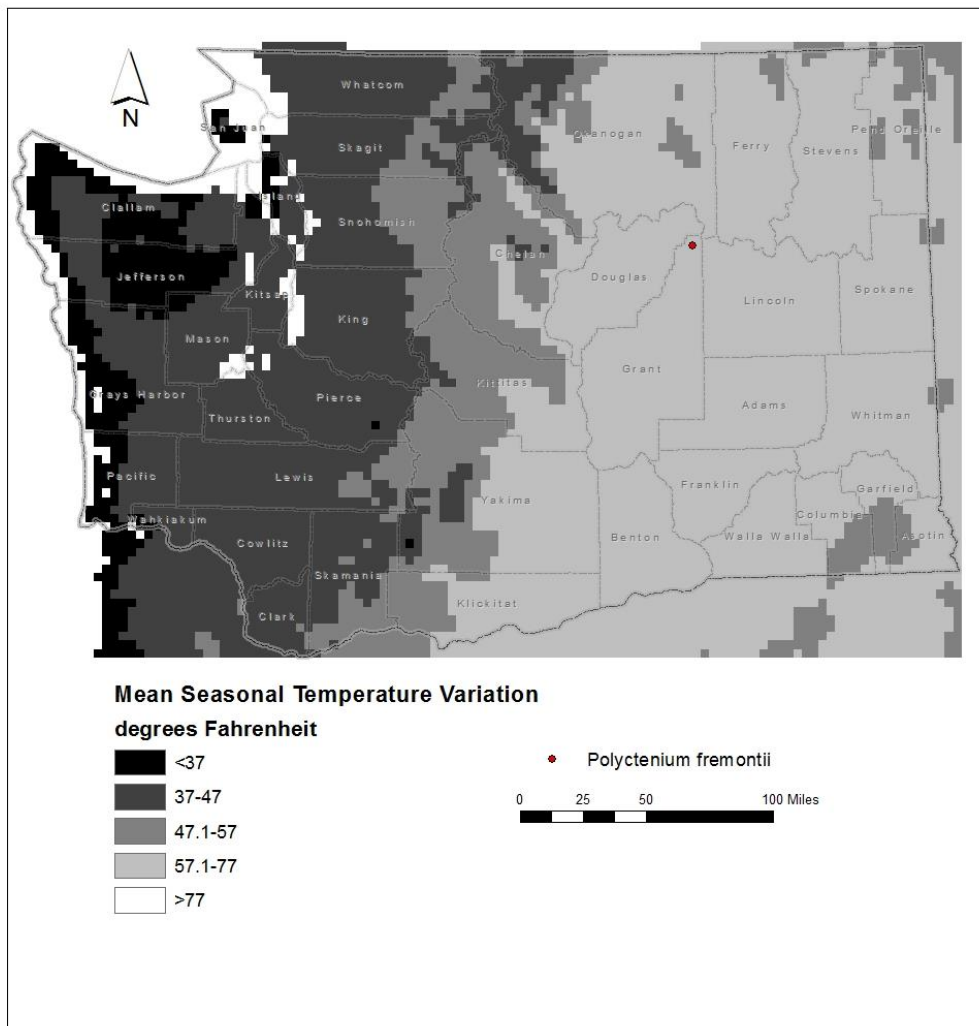 N
Whatcom
San Juan
Okanogan
Pend Oreille
Ferry
Stevens
Skagit
Island
Clallam
Snohomish
Chelan
Jefferson
Douglas
Kitsap
Lincoln
Spokane
King
Mason
Grant
Kittitas
Grays Harbor
Pierce
Adams
Whitman
Thurston
Pacific
Lewis
Franklin
Garfield
Yakima
Columbia
Wahkiakum
Walla Walla
Asotin
Benton
Cowlitz
Skamania
Klickitat
Clark
Mean Seasonal Temperature Variation
degrees Fahrenheit
<37
37-47
47.1-57
57.1-77
>77
Polyctenium fremontii
0 25 50 100 Miles